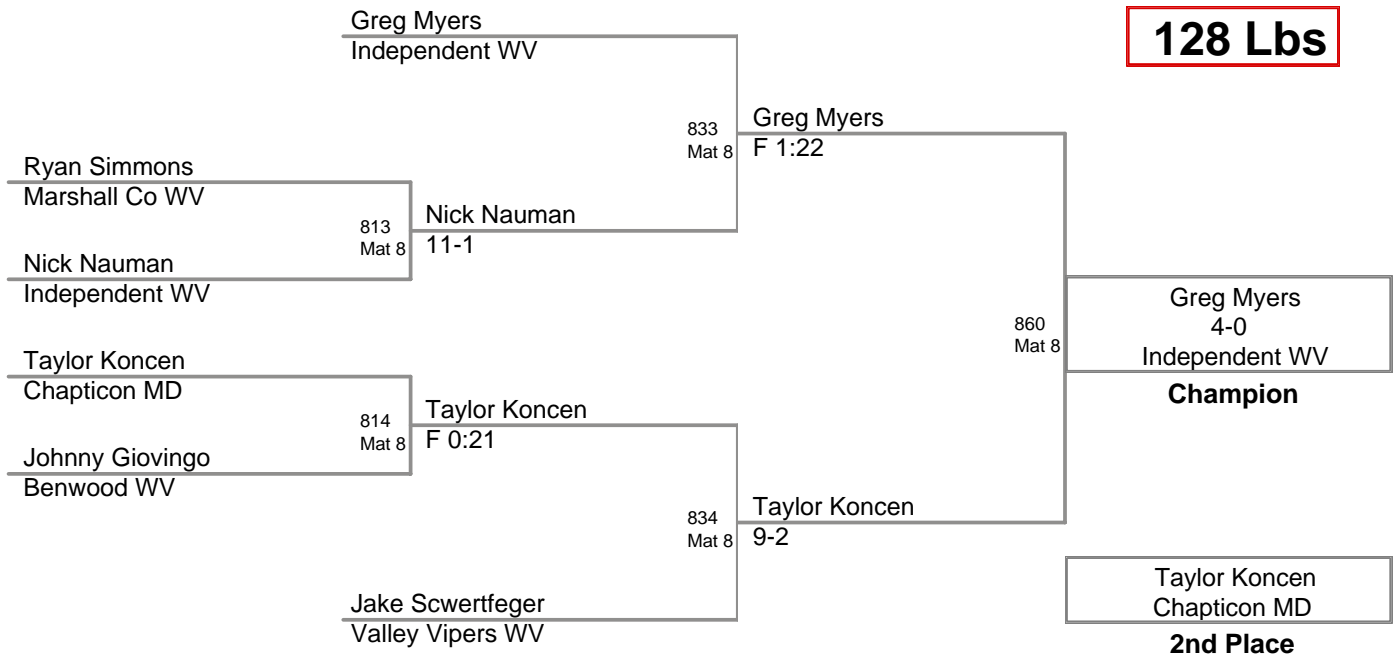 128 Lbs
Greg Myers
Independent WV
833
Mat 8
Greg Myers
F 1:22
Ryan Simmons
Marshall Co WV
813
Mat 8
Nick Nauman
11-1
Nick Nauman
Independent WV
Taylor Koncen
Chapticon MD
814
Mat 8
Taylor Koncen
F 0:21
Johnny Giovingo
Benwood WV
834
Mat 8
Taylor Koncen
9-2
Jake Scwertfeger
Valley Vipers WV
860
Mat 8
Greg Myers
4-0
Independent WV
Champion
Taylor Koncen
Chapticon MD
2nd Place